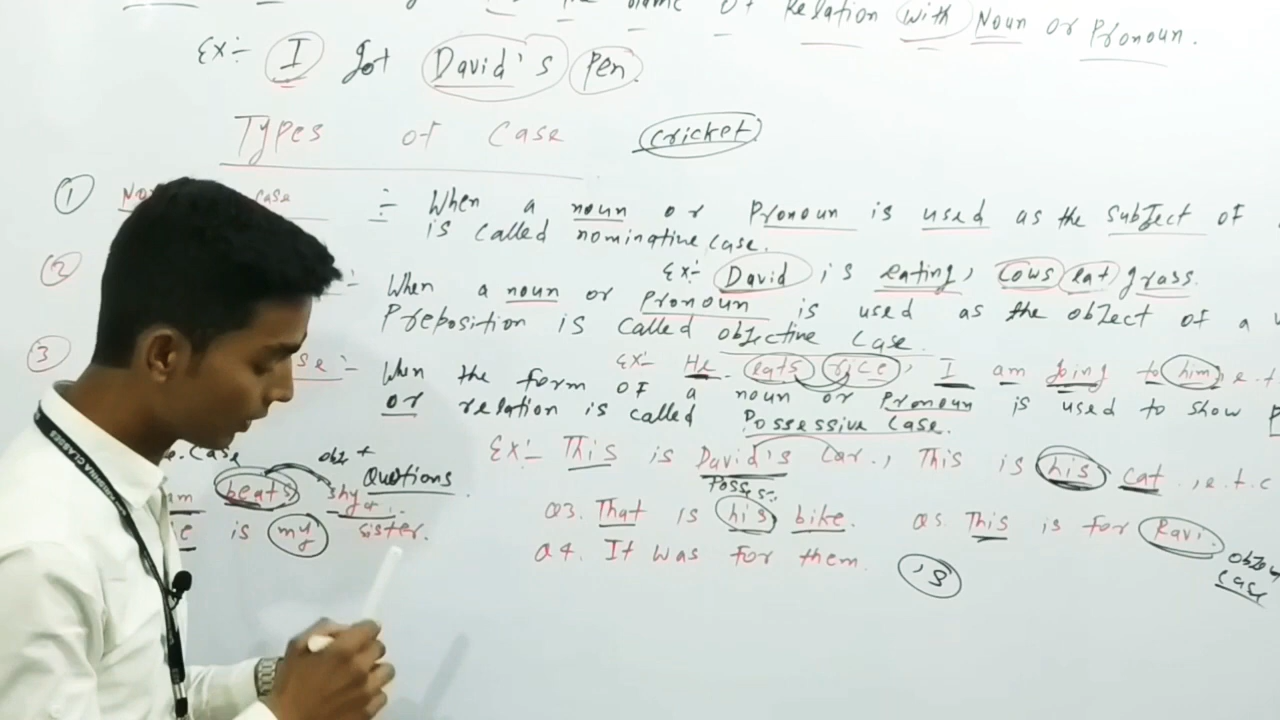 Name of Relation with Noun or Pronoun.
Ex:- I got David's Pen.
Types of Case cricket
1 case :- When a noun or Pronoun is used as the subject of
is called nominative case.
Ex:- David is eating, cows eat grass.
2 :- When a noun or Pronoun is used as the object of a
Preposition is called objective case.
Ex:- He eats rice, I am going to him e.t
3 se:- When the form of a noun or Pronoun is used to show
or relation is called Possessive case.
Ex:- This is David's Car., This is his cat ., e.t.c
e. Case obje + Questions
beats
is my sister.
Poss
Q3. That is his bike. Q5. This is for Ravi.
Q4. It was for them. 's
case
CLASSES